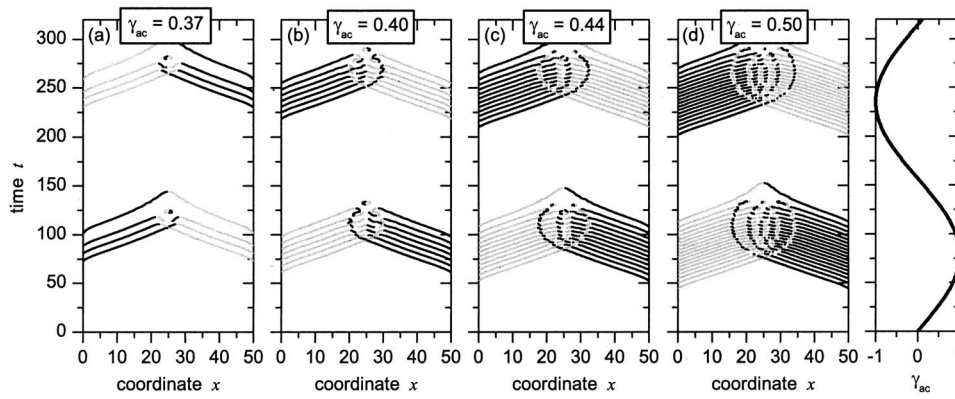 γac = 0.37
γac = 0.40
γac = 0.44
γac = 0.50
(a)
(b)
(c)
(d)
300
250
200
150
100
50
0
time t
0 10 20 30 40 50
0 10 20 30 40 50
0 10 20 30 40 50
0 10 20 30 40 50
-1 0
coordinate x
coordinate x
coordinate x
coordinate x
γac